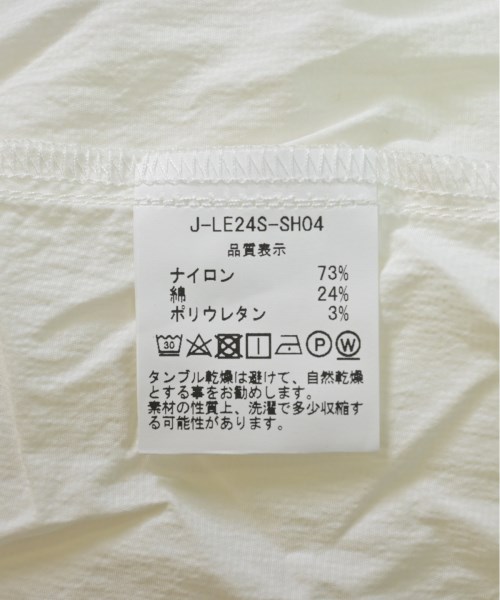 J-LE24S-SH04
品質表示
ナイロン 73%
綿 24%
ポリウレタン 3%
30 P W
タンブル乾燥は避けて、自然乾燥
とする事をお勧めします。
素材の性質上、洗濯で多少収縮す
る可能性があります。